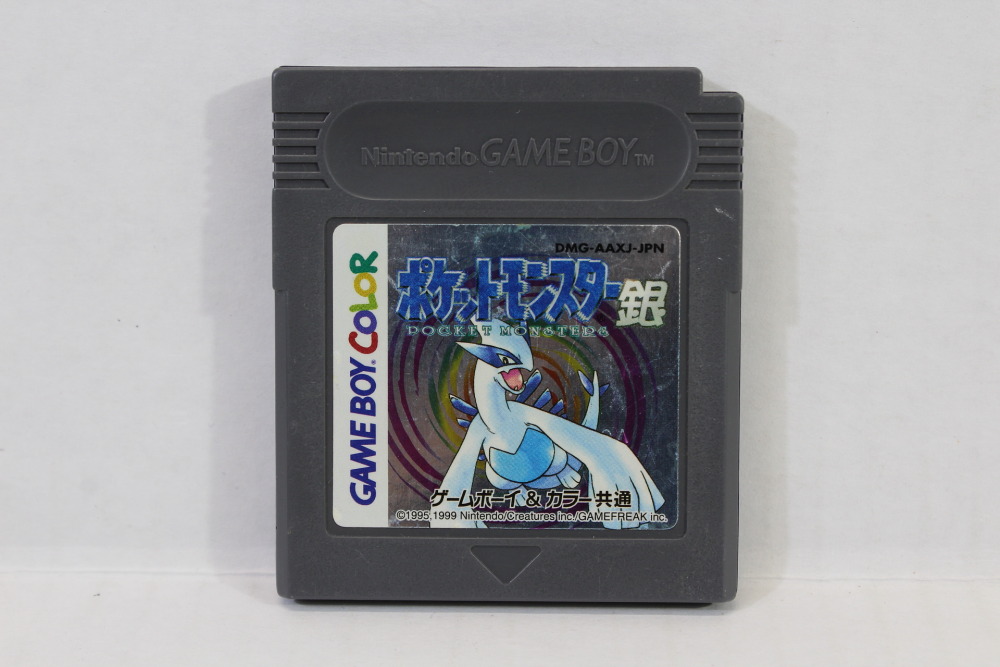 Nintendo GAME BOY™
DMG-AAXJ-JPN
ポケットモンスター銀
POCKET MONSTERS
GAME BOY COLOR
ゲームボーイ&カラー共通
©1995,1999 Nintendo/Creatures inc./GAMEFREAK inc.